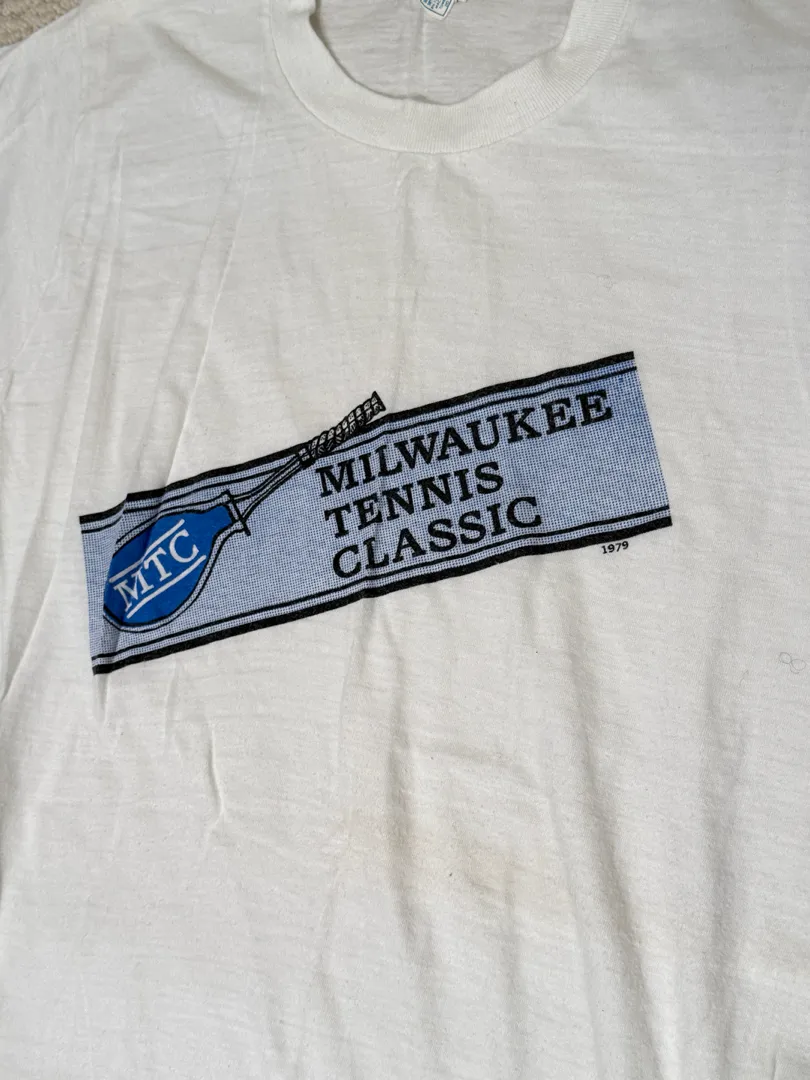 MILWAUKEE
TENNIS
CLASSIC
MTC
1979